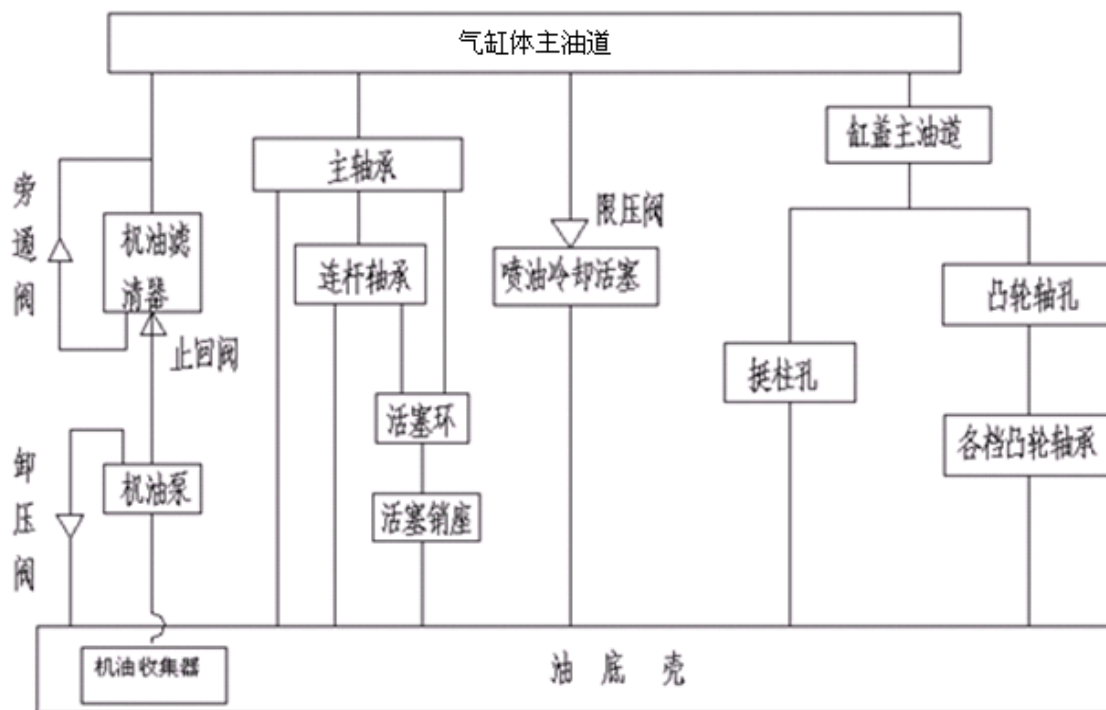 气缸体主油道
缸盖主油道
主轴承
旁通阀
机油滤
清器
限压阀
连杆轴承
喷油冷却活塞
凸轮轴孔
止回阀
挺柱孔
活塞环
各档凸轮轴承
卸压阀
机油泵
活塞销座
机油收集器
油底壳